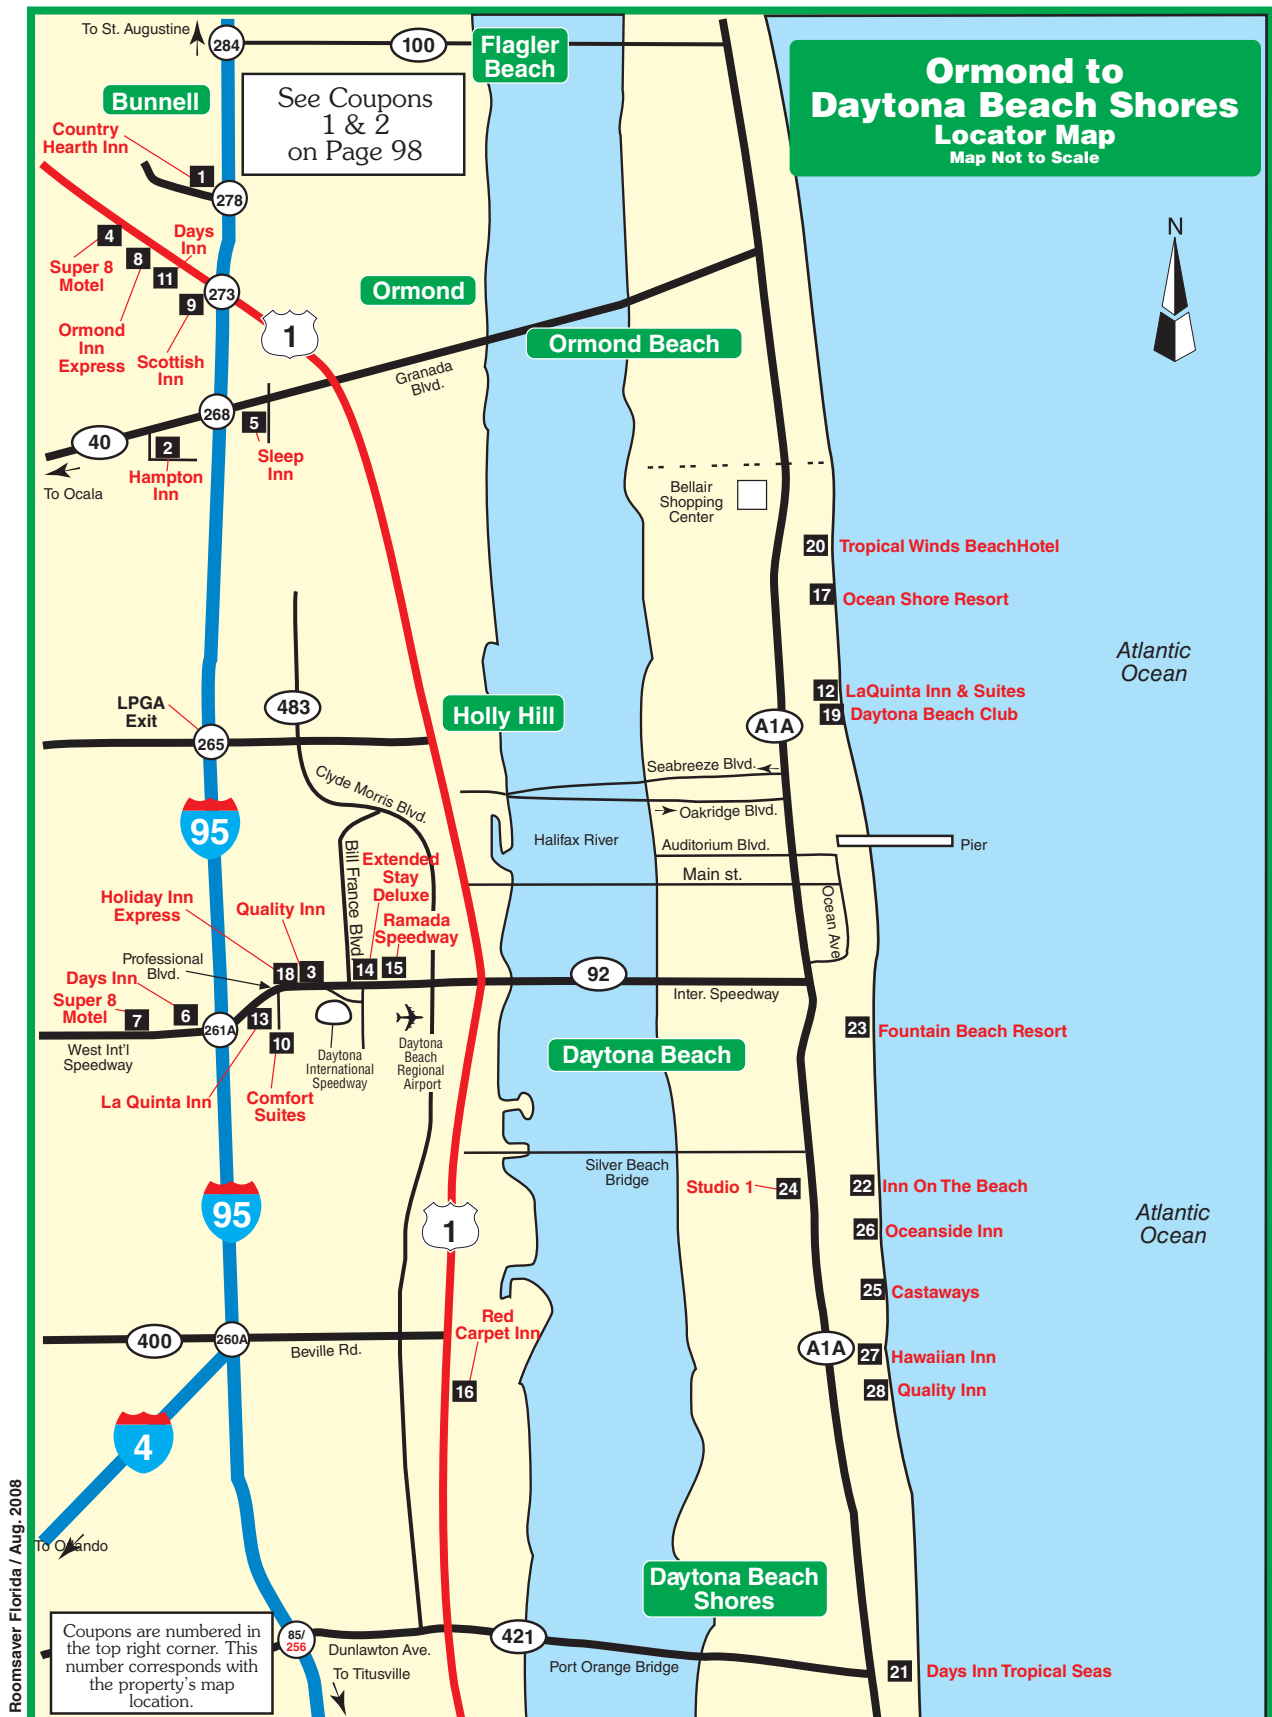 To St. Augustine
284
100
Flagler
Beach
Ormond to
Daytona Beach Shores
Locator Map
Map Not to Scale
Bunnell
See Coupons
1 & 2
on Page 98
Country
Hearth Inn
1
278
N
4
Super 8
Motel
8
Days
Inn
11
9
273
Ormond
Inn
Express
Scottish
Inn
1
Ormond
Ormond Beach
Granada
Blvd.
268
40
To Ocala
2
Hampton
Inn
5
Sleep
Inn
Bellair
Shopping
Center
20
Tropical Winds BeachHotel
17
Ocean Shore Resort
Atlantic
Ocean
12
LaQuinta Inn & Suites
19
Daytona Beach Club
A1A
LPGA
Exit
265
483
Holly Hill
Clyde Morris Blvd.
Seabreeze Blvd.
Oakridge Blvd.
95
Halifax River
Auditorium Blvd.
Pier
Main st.
Ocean Ave
Bill France Blvd
Extended
Stay
Deluxe
Ramada
Speedway
Holiday Inn
Express
Quality Inn
Professional
Blvd.
18
3
14
15
92
Inter. Speedway
Days Inn
Super 8
Motel
7
6
261A
13
10
West Int'l
Speedway
La Quinta Inn
Comfort
Suites
Daytona
International
Speedway
Daytona
Beach
Regional
Airport
Daytona Beach
23
Fountain Beach Resort
Silver Beach
Bridge
Studio 1
24
22
Inn On The Beach
95
1
26
Oceanside Inn
Atlantic
Ocean
25
Castaways
400
260A
Beville Rd.
Red
Carpet Inn
16
A1A
27
Hawaiian Inn
28
Quality Inn
4
To Orlando
Daytona Beach
Shores
Coupons are numbered in
the top right corner. This
number corresponds with
the property's map
location.
85/
256
Dunlawton Ave.
To Titusville
421
Port Orange Bridge
21
Days Inn Tropical Seas
Roomsaver Florida / Aug. 2008